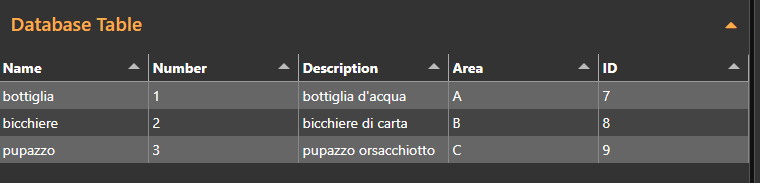 Database Table
Name Number Description Area ID
bottiglia 1 bottiglia d'acqua A 7
bicchiere 2 bicchiere di carta B 8
pupazzo 3 pupazzo orsacchiotto C 9